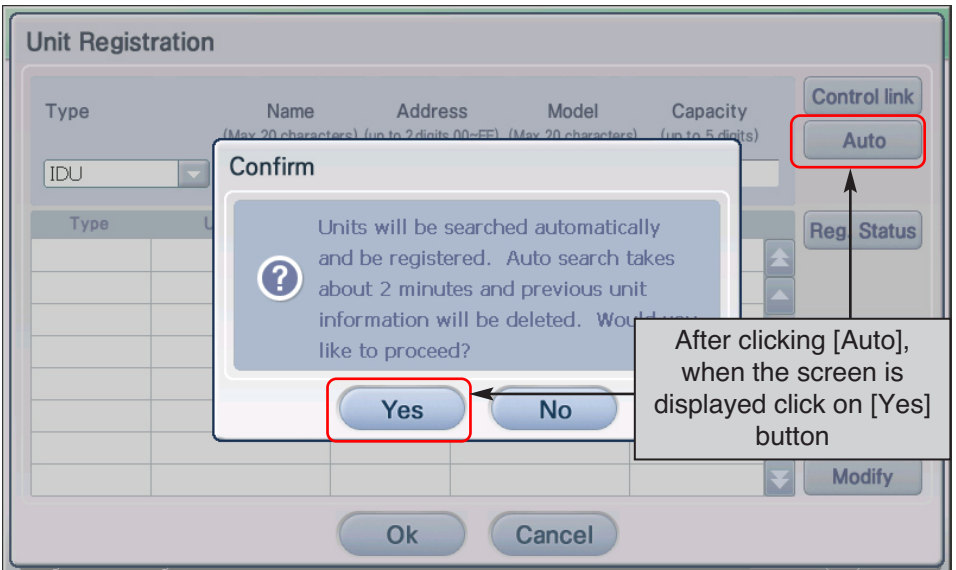 Unit Registration
Type Name Address Model Capacity Control link
(Max 20 characters) (up to 2 digits 00~FF) (Max 20 characters) (up to 5 digits)
Auto
IDU
Confirm
Type
Reg. Status
Units will be searched automatically
and be registered. Auto search takes
about 2 minutes and previous unit
information will be deleted. Would you
like to proceed?
Yes No
After clicking [Auto],
when the screen is
displayed click on [Yes]
button
Modify
Ok Cancel